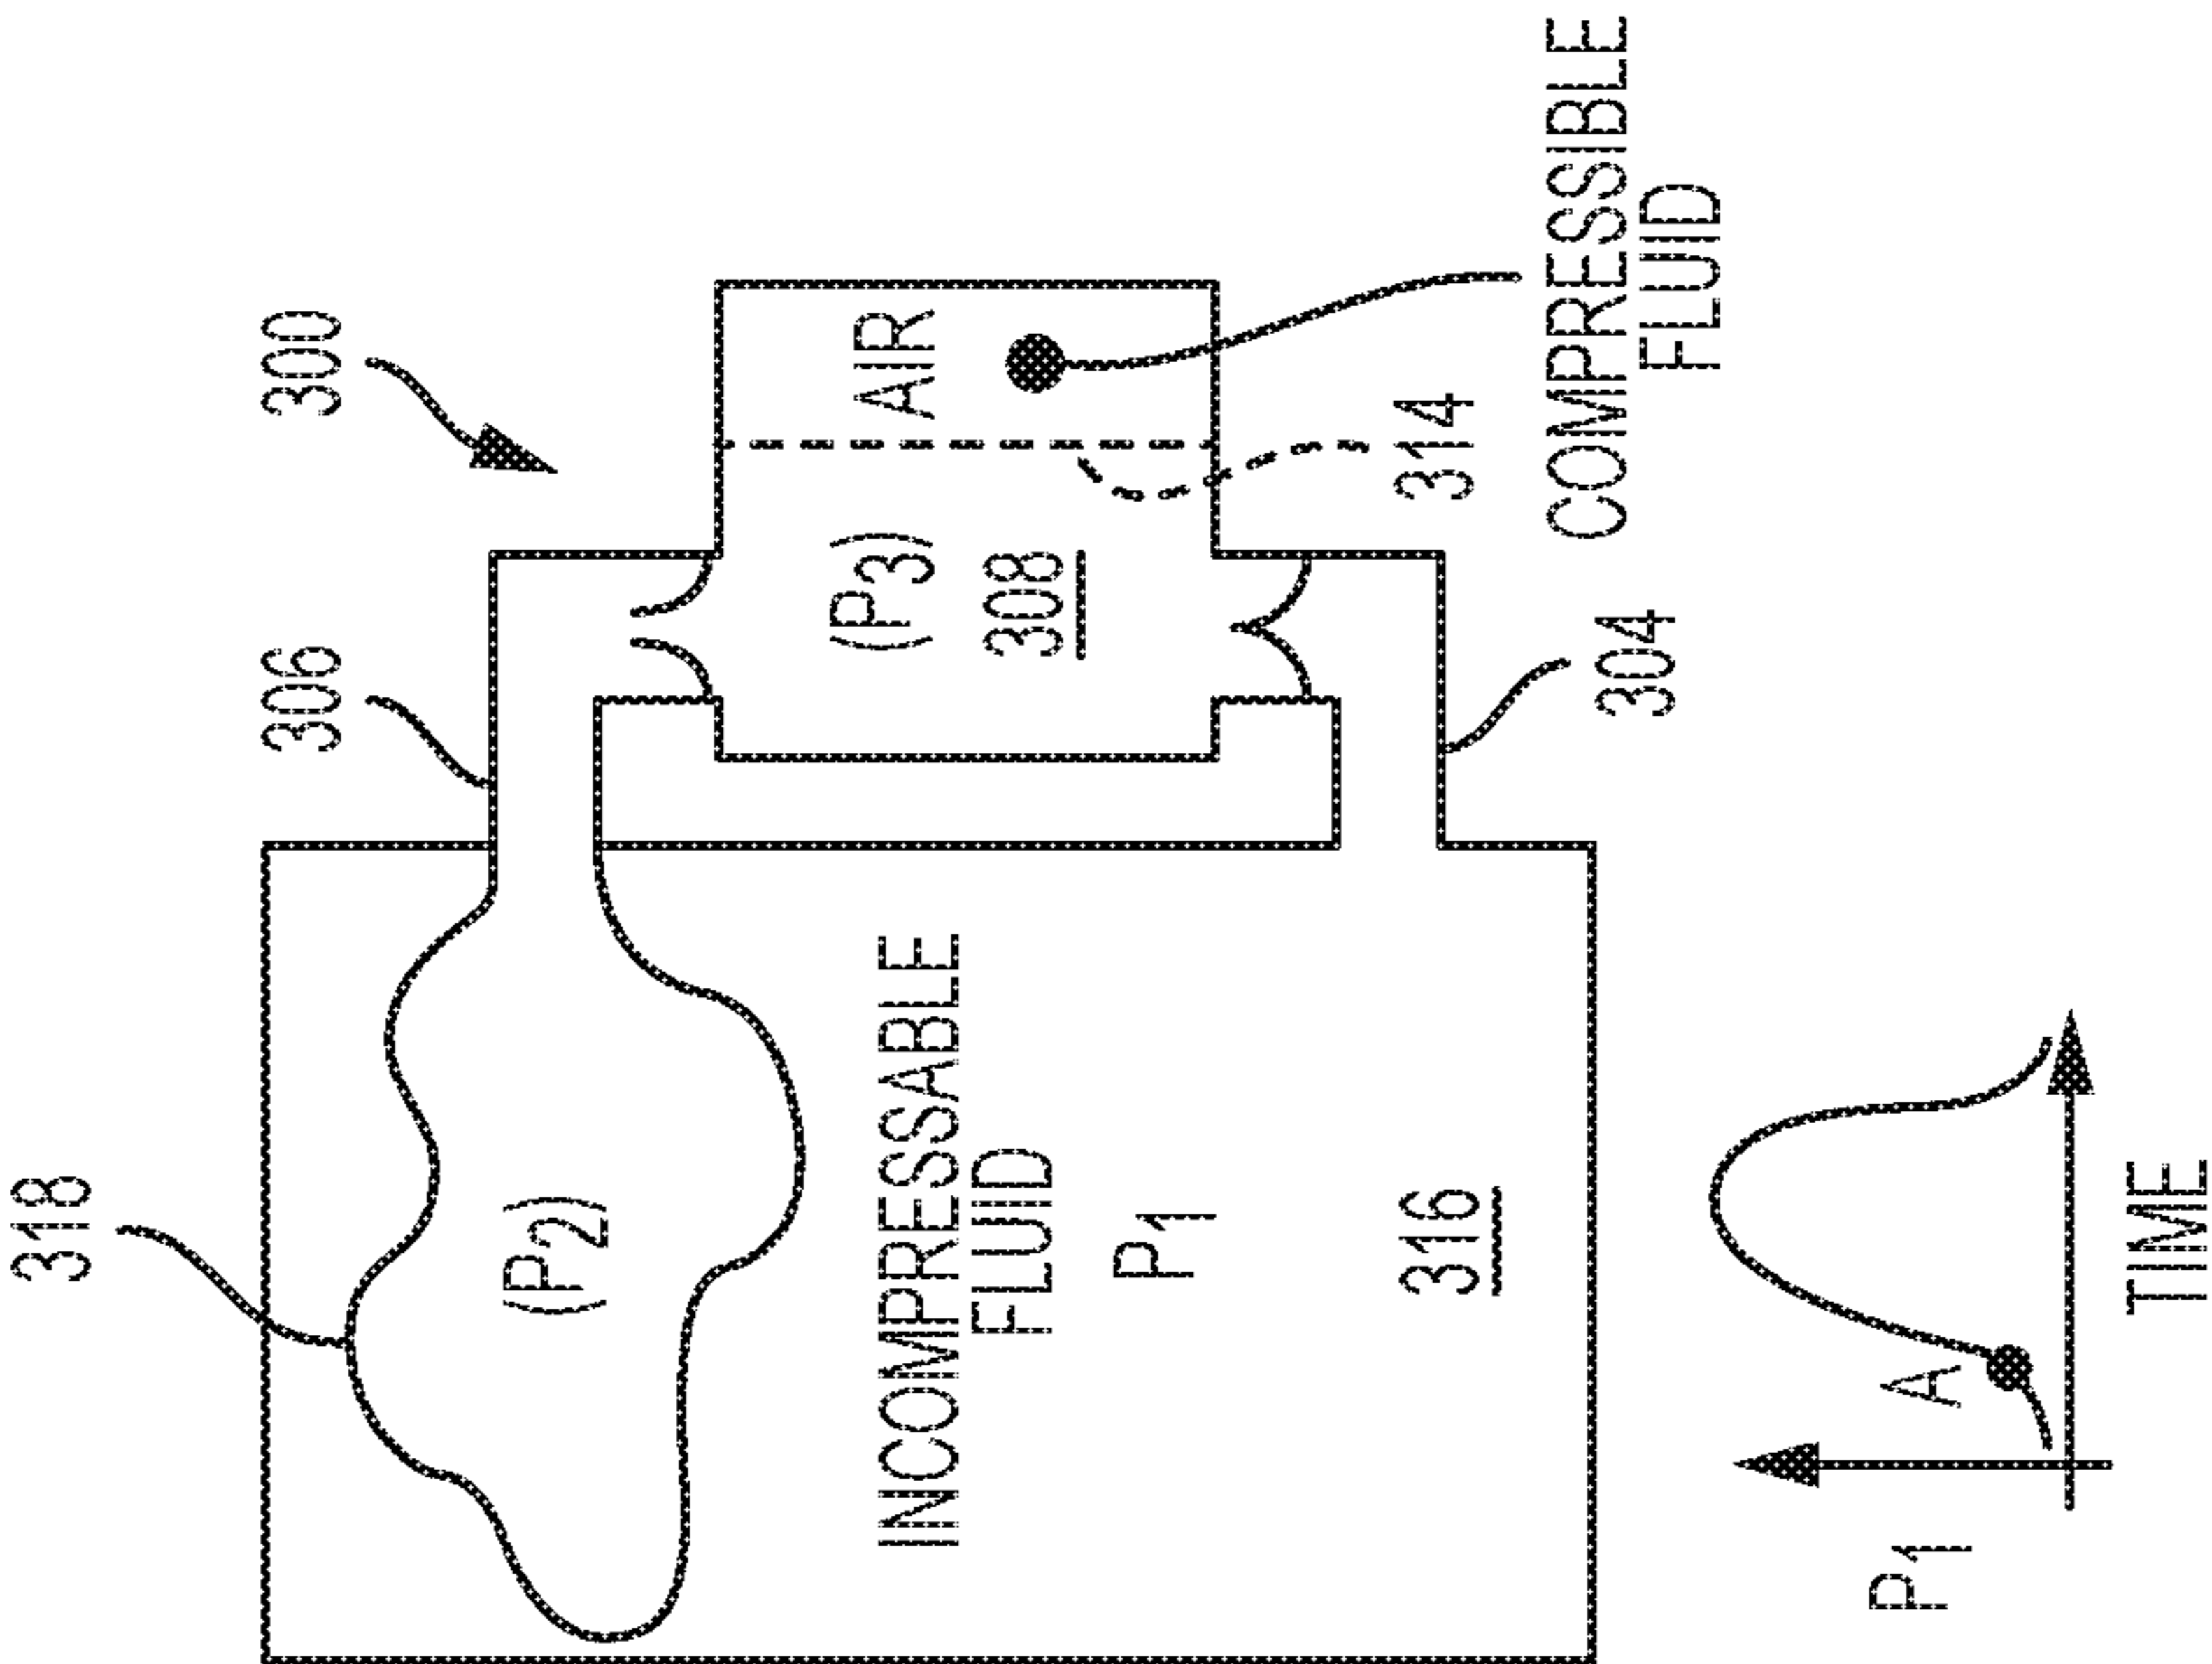 318
306
300
(P2)
INCOMPRESSABLE
FLUID
(P3)
308
AIR
P1
316
314
304
COMPRESSIBLE
FLUID
P1
A
TIME